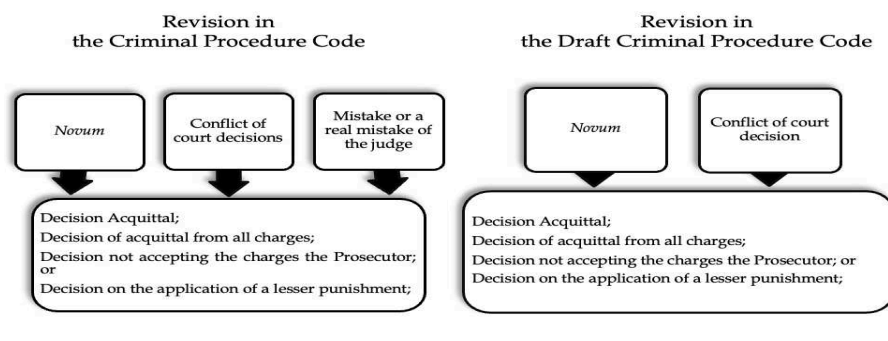 Revision in
the Criminal Procedure Code
Novum
Conflict of
court decisions
Mistake or a
real mistake of
the judge
Decision Acquittal;
Decision of acquittal from all charges;
Decision not accepting the charges the Prosecutor;
or
Decision on the application of a lesser punishment;
Revision in
the Draft Criminal Procedure Code
Novum
Conflict of court
decision
Decision Acquittal;
Decision of acquittal from all charges;
Decision not accepting the charges the Prosecutor; or
Decision on the application of a lesser punishment;